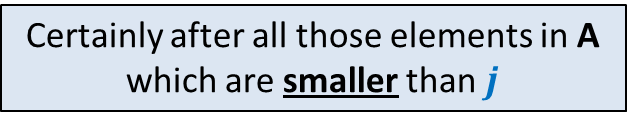 Certainly after all those elements in A
which are smaller than j